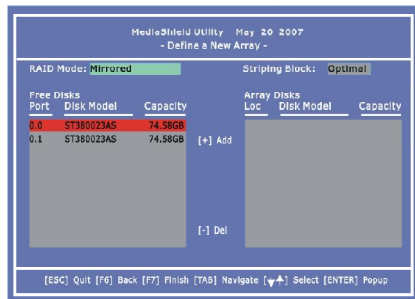 MediaShield Utility May 20 2007
- Define a New Array -
RAID Mode: Mirrored Striping Block: Optimal
Free Disks Array Disks
Port Disk Model Capacity Loc Disk Model Capacity
0.0 ST380023AS 74.58GB
0.1 ST380023AS 74.58GB
[+] Add
[-] Del
[ESC] Quit [F6] Back [F7] Finish [TAB] Navigate [↓↑] Select [ENTER] Popup